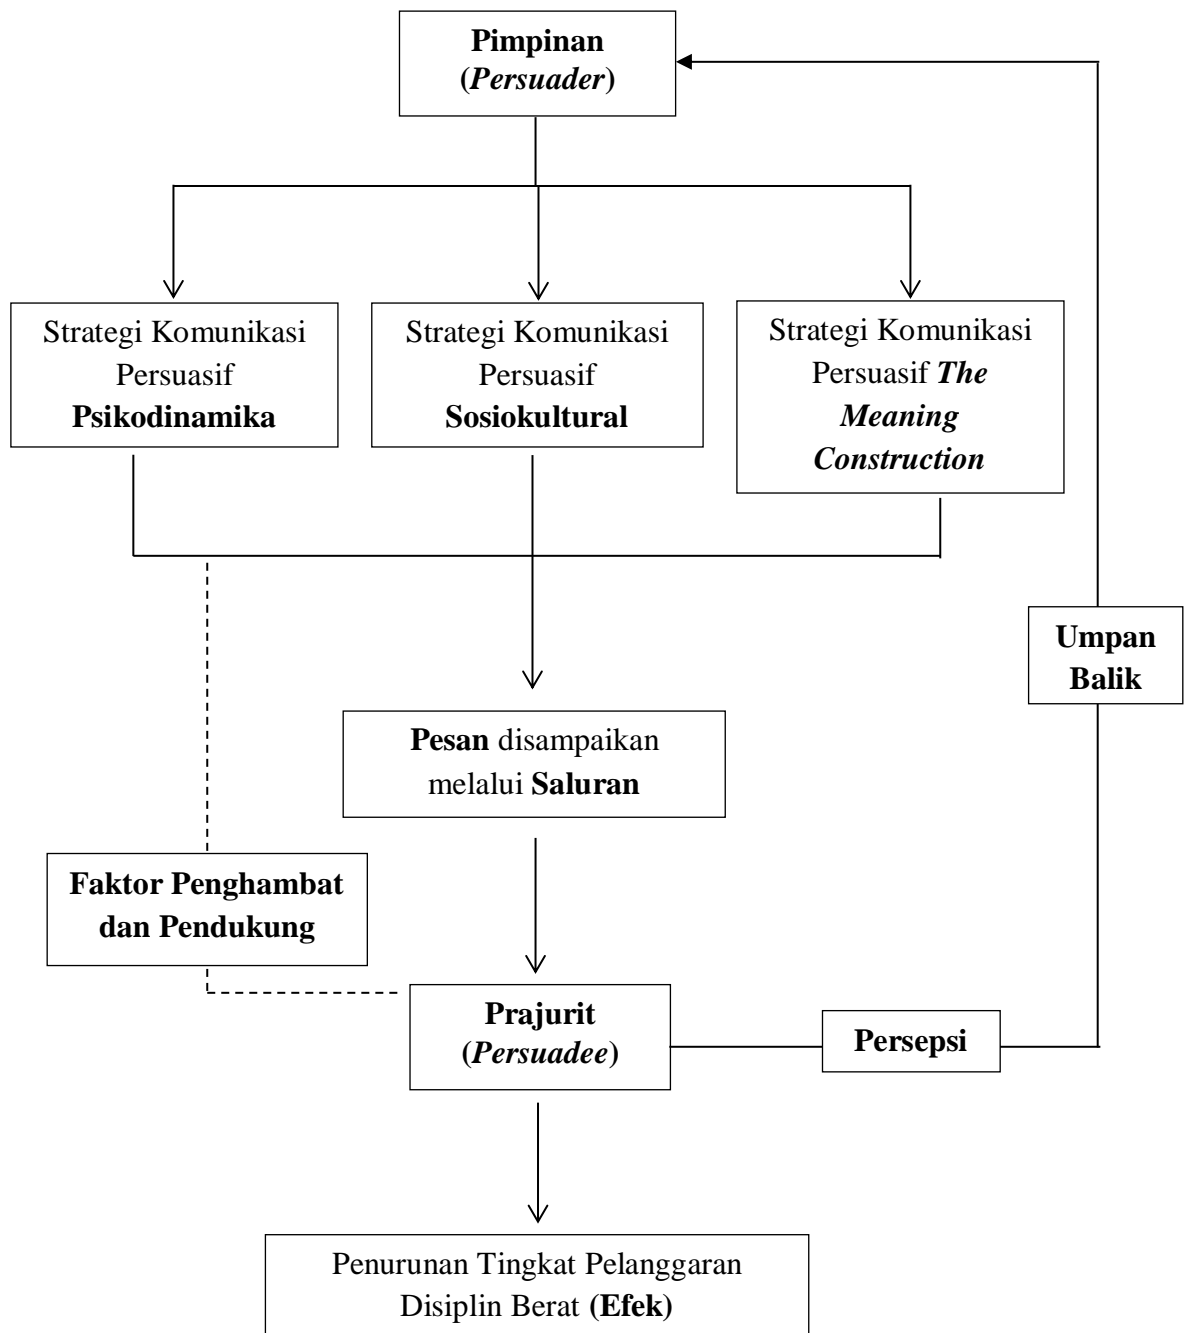 Pimpinan
(Persuader)
Strategi Komunikasi
Persuasif
Psikodinamika
Strategi Komunikasi
Persuasif
Sosiokultural
Strategi Komunikasi
Persuasif The
Meaning
Construction
Umpan
Balik
Pesan disampaikan
melalui Saluran
Faktor Penghambat
dan Pendukung
Prajurit
(Persuadee)
Persepsi
Penurunan Tingkat Pelanggaran
Disiplin Berat (Efek)